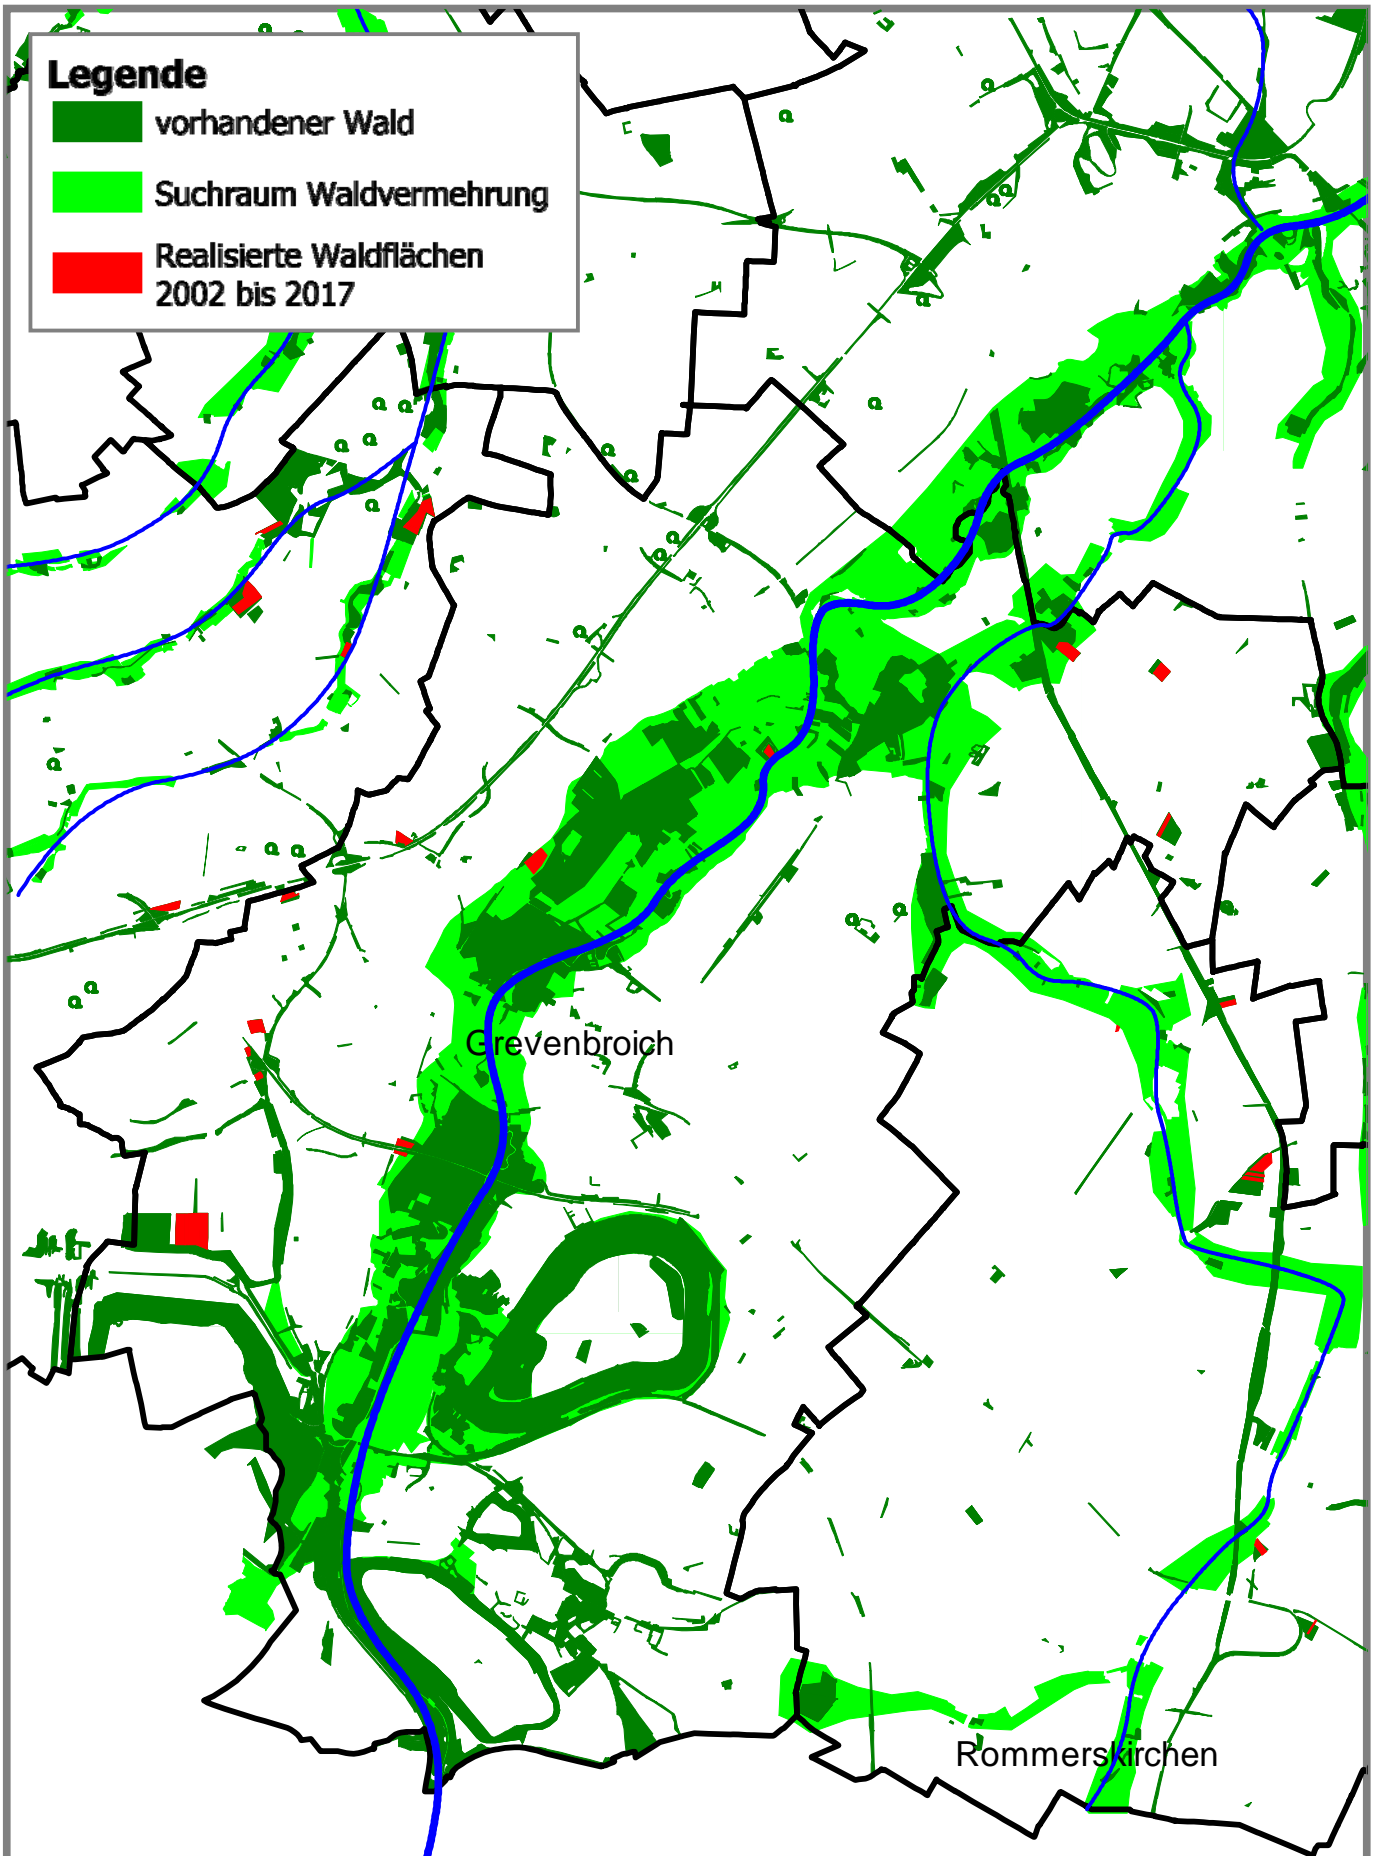 Legende
vorhandener Wald
Suchraum Waldvermehrung
Realisierte Waldflächen
2002 bis 2017
Grevenbroich
Rommerskirchen